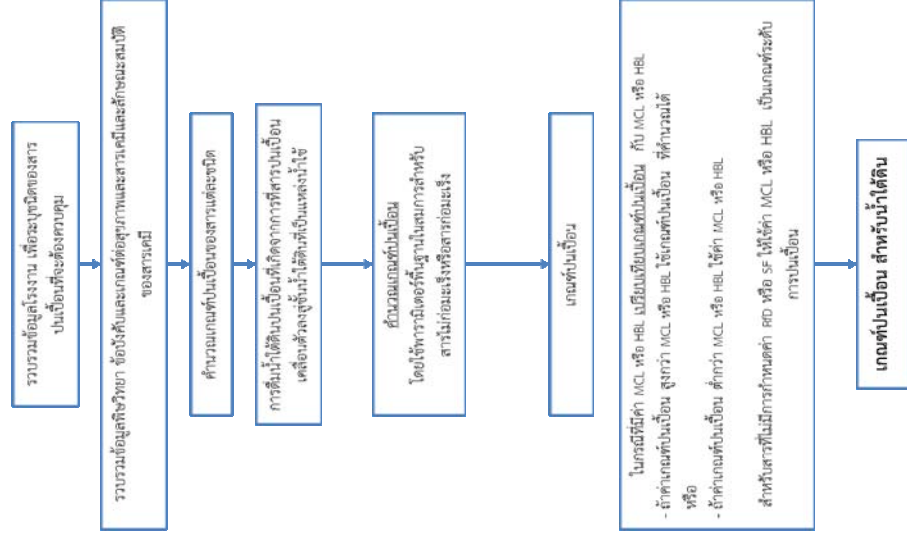 รวบรวมข้อมูลโรงงาน เพื่อระบุชนิดของสาร
ปนเปื้อนที่จะต้องควบคุม
รวบรวมข้อมูลพิษวิทยา ข้อบังคับและเกณฑ์ต่อสุขภาพและสารเคมีและลักษณะสมบัติ
ของสารเคมี
คำนวณเกณฑ์ปนเปื้อนของสารแต่ละชนิด
การดื่มน้ำใต้ดินปนเปื้อนที่เกิดจากการที่สารปนเปื้อน
เคลื่อนตัวลงสู่ชั้นน้ำใต้ดินที่เป็นแหล่งน้ำใช้
คำนวณเกณฑ์ปนเปื้อน
โดยใช้พารามิเตอร์พื้นฐานในสมการสำหรับ
สารไม่ก่อมะเร็งหรือสารก่อมะเร็ง
เกณฑ์ปนเปื้อน
ในกรณีที่มีค่า MCL หรือ HBL เปรียบเทียบเกณฑ์ปนเปื้อน กับ MCL หรือ HBL
- ถ้าค่าเกณฑ์ปนเปื้อน สูงกว่า MCL หรือ HBL ใช้เกณฑ์ปนเปื้อน ที่คำนวณได้
หรือ
- ถ้าค่าเกณฑ์ปนเปื้อน ต่ำกว่า MCL หรือ HBL ใช้ค่า MCL หรือ HBL
สำหรับสารที่ไม่มีการกำหนดค่า RfD หรือ SF ให้ใช้ค่า MCL หรือ HBL เป็นเกณฑ์ระดับ
การปนเปื้อน
เกณฑ์ปนเปื้อน สำหรับน้ำใต้ดิน